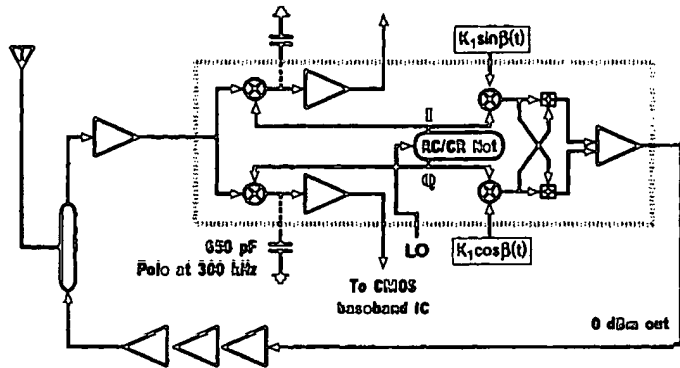 K₁sinβ(t)
I
RC/CR Net
Q
650 pF
Pole at 300 kHz
LO
K₁cosβ(t)
To CMOS
baseband IC
0 dBm out